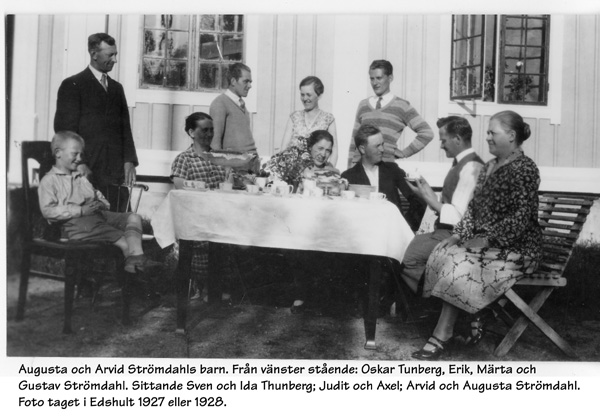 Augusta och Arvid Strömdahls barn. Från vänster stående: Oskar Tunberg, Erik, Märta och
Gustav Strömdahl. Sittande Sven och Ida Thunberg; Judit och Axel; Arvid och Augusta Strömdahl.
Foto taget i Edshult 1927 eller 1928.